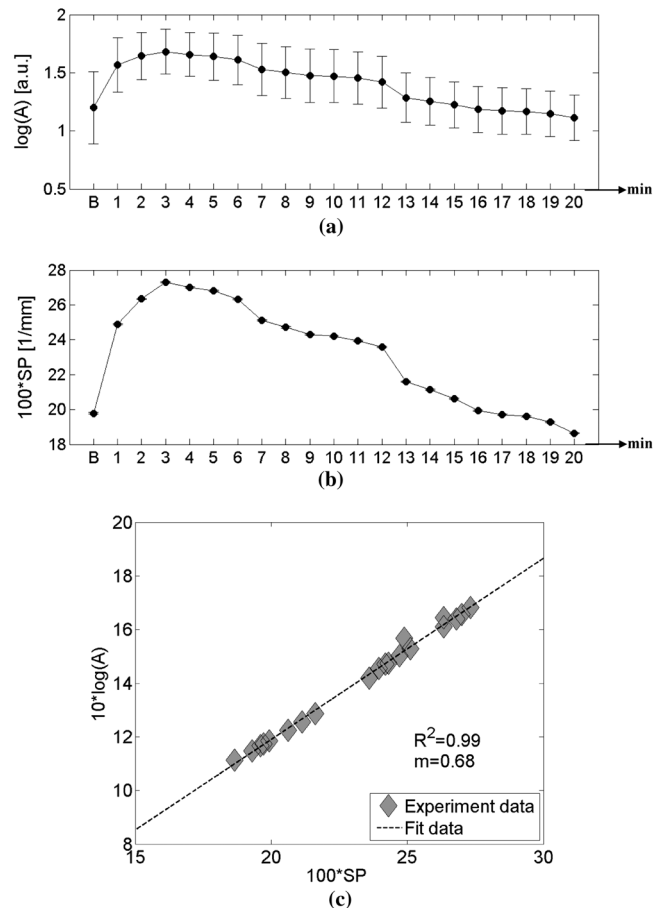 2
1.5
1
0.5
log(A) [a.u.]
B 1 2 3 4 5 6 7 8 9 10 11 12 13 14 15 16 17 18 19 20
min
(a)
28
26
24
22
20
18
100*SP [1/mm]
B 1 2 3 4 5 6 7 8 9 10 11 12 13 14 15 16 17 18 19 20
min
(b)
20
18
16
14
12
10
8
10*log(A)
R²=0.99
m=0.68
Experiment data
Fit data
15 20 25 30
100*SP
(c)